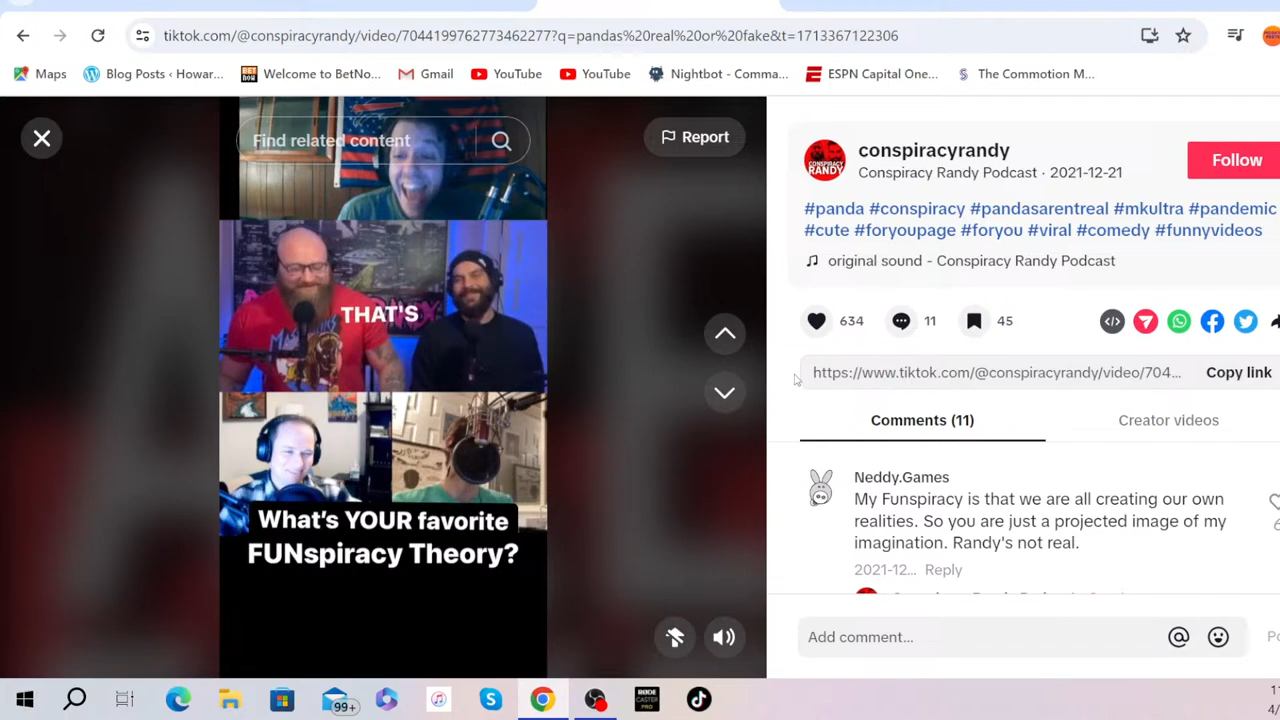 tiktok.com/@conspiracyrandy/video/7044199762773462277?q=pandas%20real%20or%20fake&t=1713367122306
Maps
Blog Posts ‹ Howar...
Welcome to BetNo...
Gmail
YouTube
YouTube
Nightbot - Comma...
ESPN Capital One...
The Commotion M...
Find related content
Report
THAT'S
What's YOUR favorite
FUNspiracy Theory?
CONSPIRACY
RANDY
conspiracyrandy
Conspiracy Randy Podcast · 2021-12-21
Follow
#panda #conspiracy #pandasarentreal #mkultra #pandemic
#cute #foryoupage #foryou #viral #comedy #funnyvideos
original sound - Conspiracy Randy Podcast
634
11
45
https://www.tiktok.com/@conspiracyrandy/video/704...
Copy link
Comments (11)
Creator videos
Neddy.Games
My Funspiracy is that we are all creating our own
realities. So you are just a projected image of my
imagination. Randy's not real.
2021-12...
Reply
Add comment...
99+
RØDE
CASTER
PRO